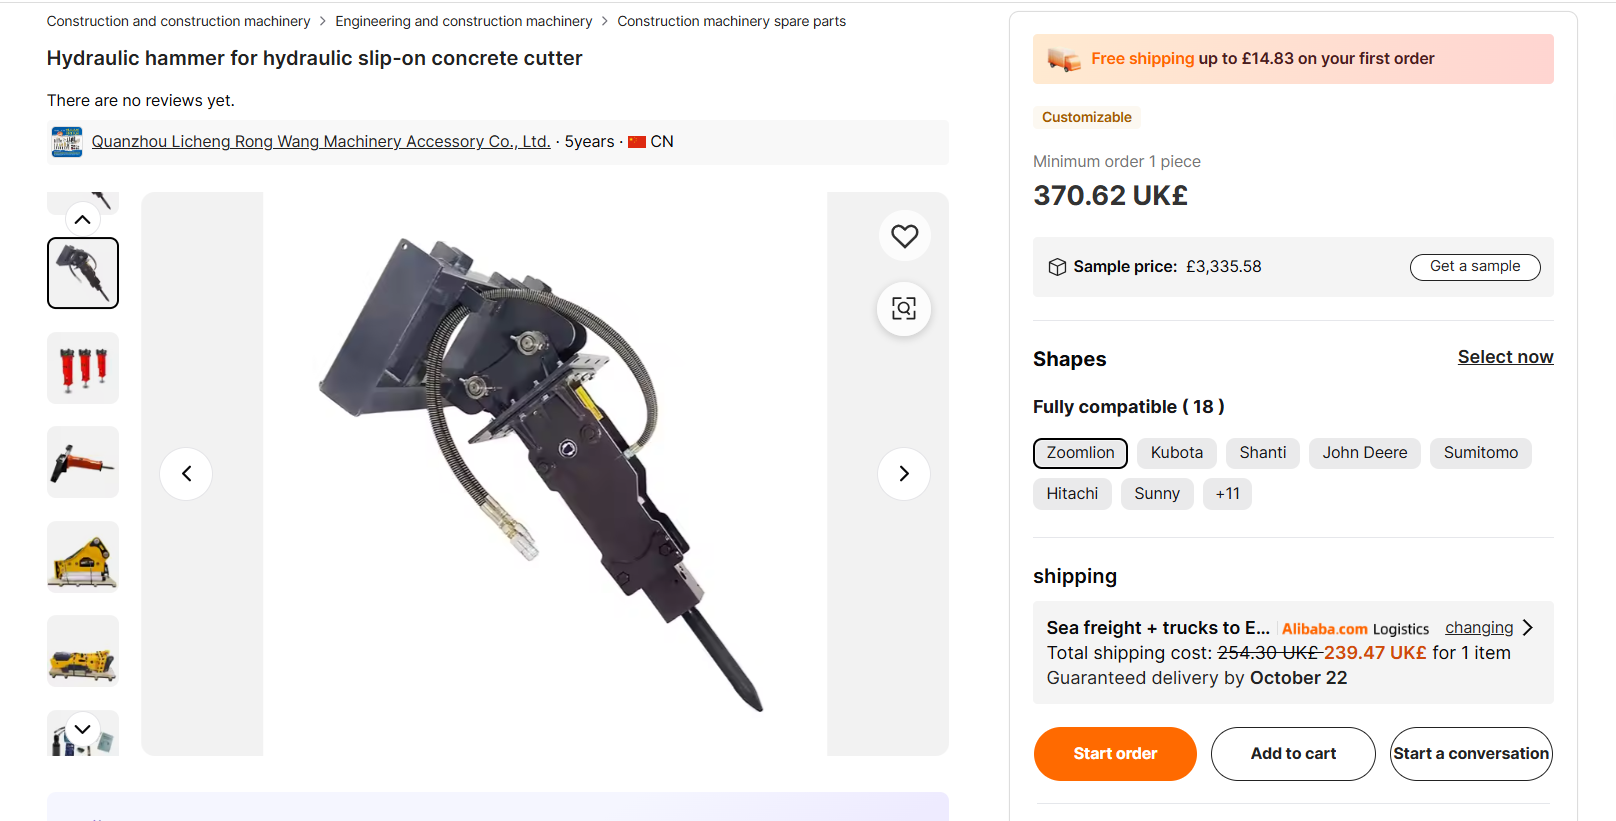 Construction and construction machinery > Engineering and construction machinery > Construction machinery spare parts
Hydraulic hammer for hydraulic slip-on concrete cutter
There are no reviews yet.
Quanzhou Licheng Rong Wang Machinery Accessory Co., Ltd. · 5years · CN
Free shipping up to £14.83 on your first order
Customizable
Minimum order 1 piece
370.62 UK£
Sample price: £3,335.58
Get a sample
Shapes
Select now
Fully compatible ( 18 )
Zoomlion Kubota Shanti John Deere Sumitomo
Hitachi Sunny +11
shipping
Sea freight + trucks to E... Alibaba.com Logistics changing
Total shipping cost: 254.30 UK£ 239.47 UK£ for 1 item
Guaranteed delivery by October 22
Start order
Add to cart
Start a conversation